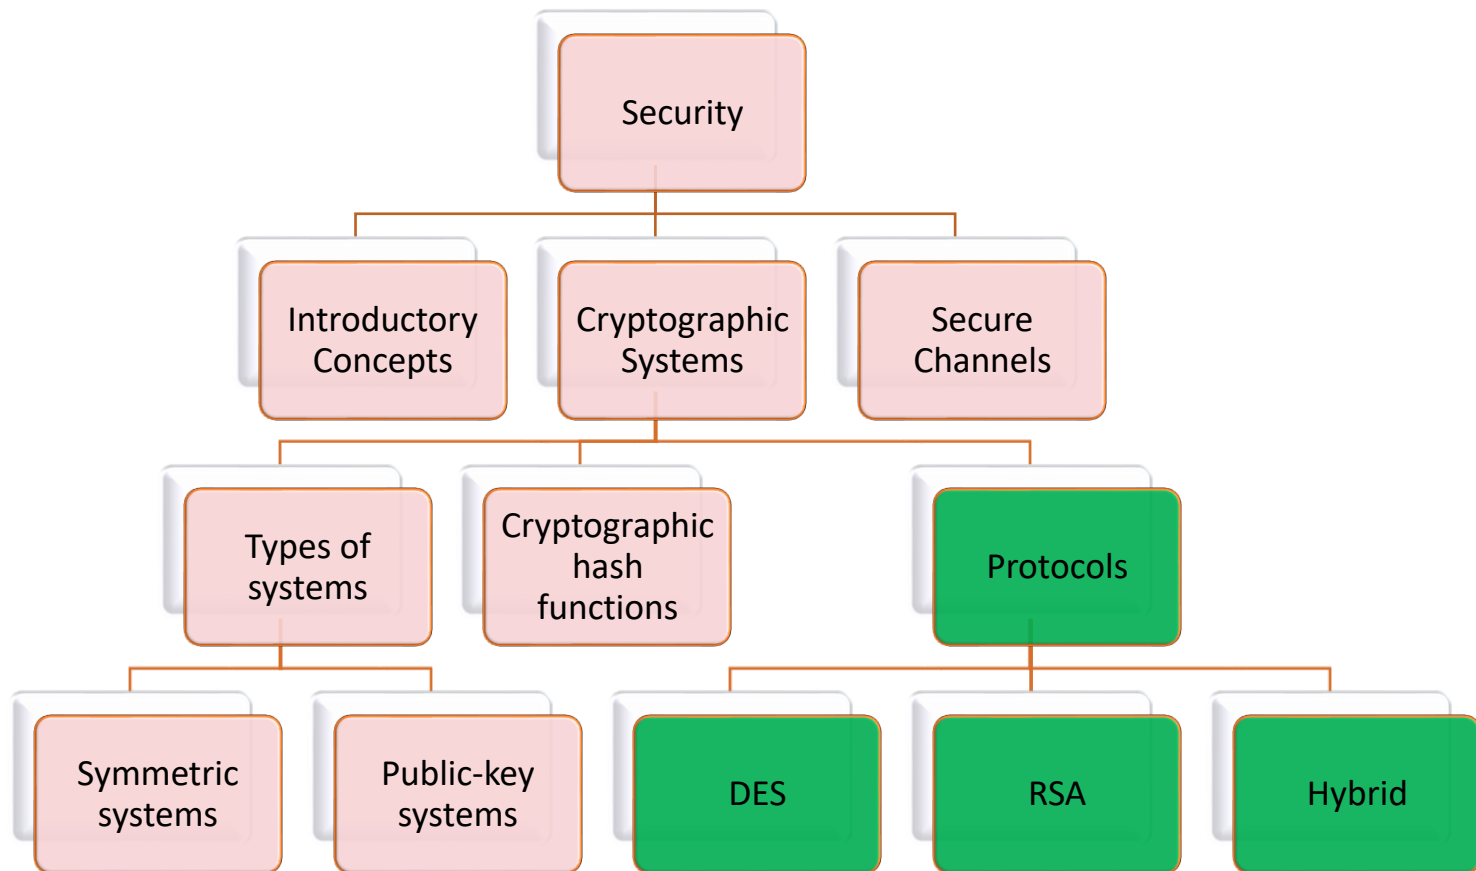 Security
Introductory
Concepts
Cryptographic
Systems
Secure
Channels
Types of
systems
Cryptographic
hash
functions
Protocols
Symmetric
systems
Public-key
systems
DES
RSA
Hybrid